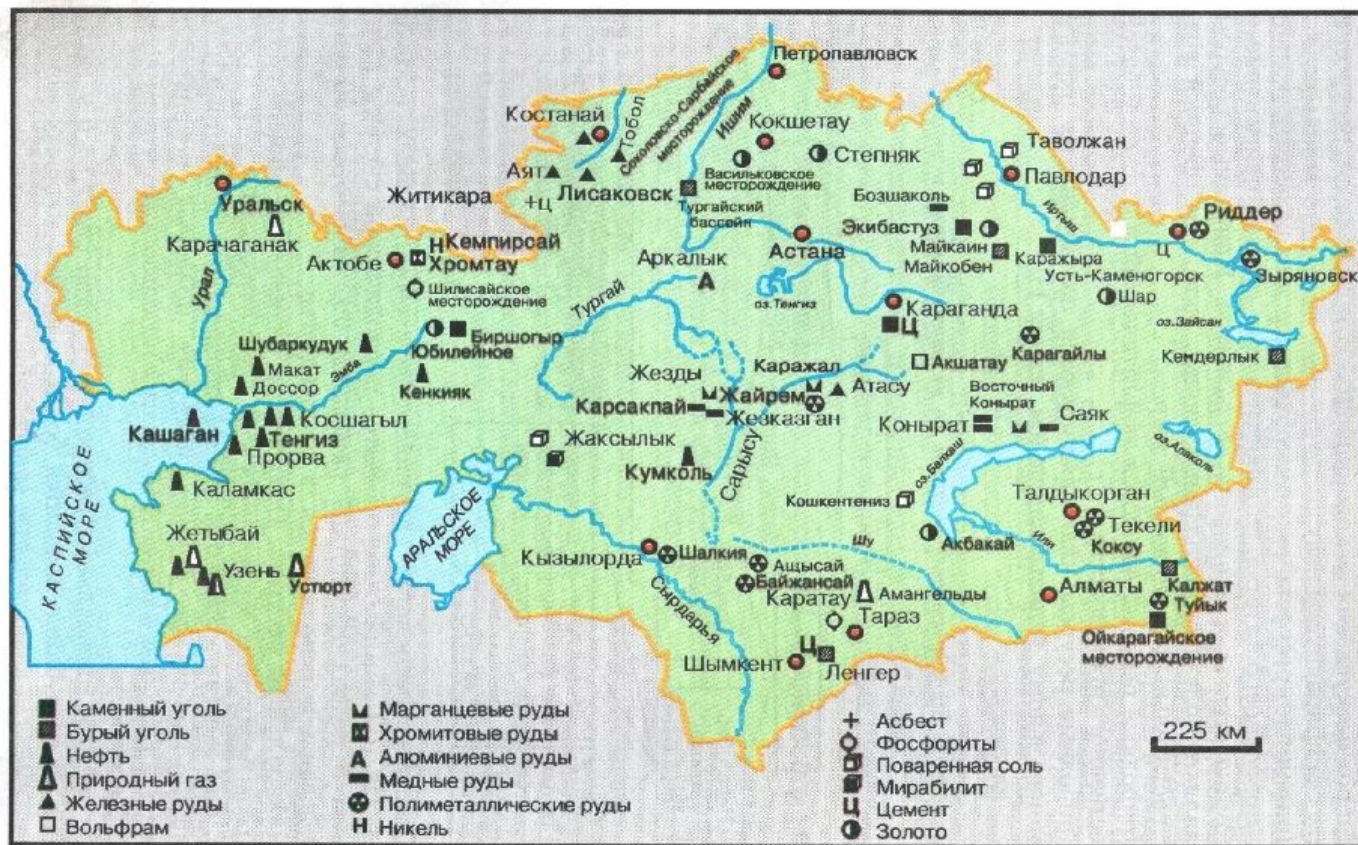 Петропавловск
Соколовско-Сарбайское
месторождение
Костанай
Тобол
Ишим
Кокшетау
Степняк
Таволжан
Павлодар
Аят
Лисаковск
Васильковское
месторождение
Житикара
+ц
Тургайский
бассейн
Бозшаколь
Иртыш
Риддер
Уральск
Карачаганак
Н
Кемпирсай
Хромтау
Актобе
Аркалык
А
Астана
Экибастуз
Майкаин
Майкобен
Каражыра
Ц
Усть-Каменогорск
Зыряновск
Урал
Шилисайское
месторождение
Тургай
оз.Тенгиз
Караганда
Ц
Шар
оз.Зайсан
Шубаркудук
Макат
Доссор
Эмба
Биршогыр
Юбилейное
Кенкияк
Жезды
Каражал
Акшатау
Карагайлы
Кендерлык
Кашаган
Косшагыл
Тенгиз
Прорва
Карсакпай
Жайрем
Атасу
Жезказган
Восточный
Конырат
Конырат
Саяк
Жаксылык
Кумколь
Сарысу
оз.Балхаш
оз.Алаколь
Каламкас
КАСПИЙСКОЕ
МОРЕ
АРАЛЬСКОЕ
МОРЕ
Кошкентениз
Талдыкорган
Текели
Коксу
Жетыбай
Узень
Устюрт
Кызылорда
Шалкия
Шу
Акбакай
Или
Ащысай
Байжансай
Каратау
Амангельды
Алматы
Калжат
Туйык
Сырдарья
Тараз
Ойкарагайское
месторождение
Шымкент
Ц
Ленгер
Каменный уголь
Бурый уголь
Нефть
Природный газ
Железные руды
Вольфрам
Марганцевые руды
Хромитовые руды
А Алюминиевые руды
Медные руды
Полиметаллические руды
Н Никель
+ Асбест
Фосфориты
Поваренная соль
Мирабилит
Ц Цемент
Золото
225 км